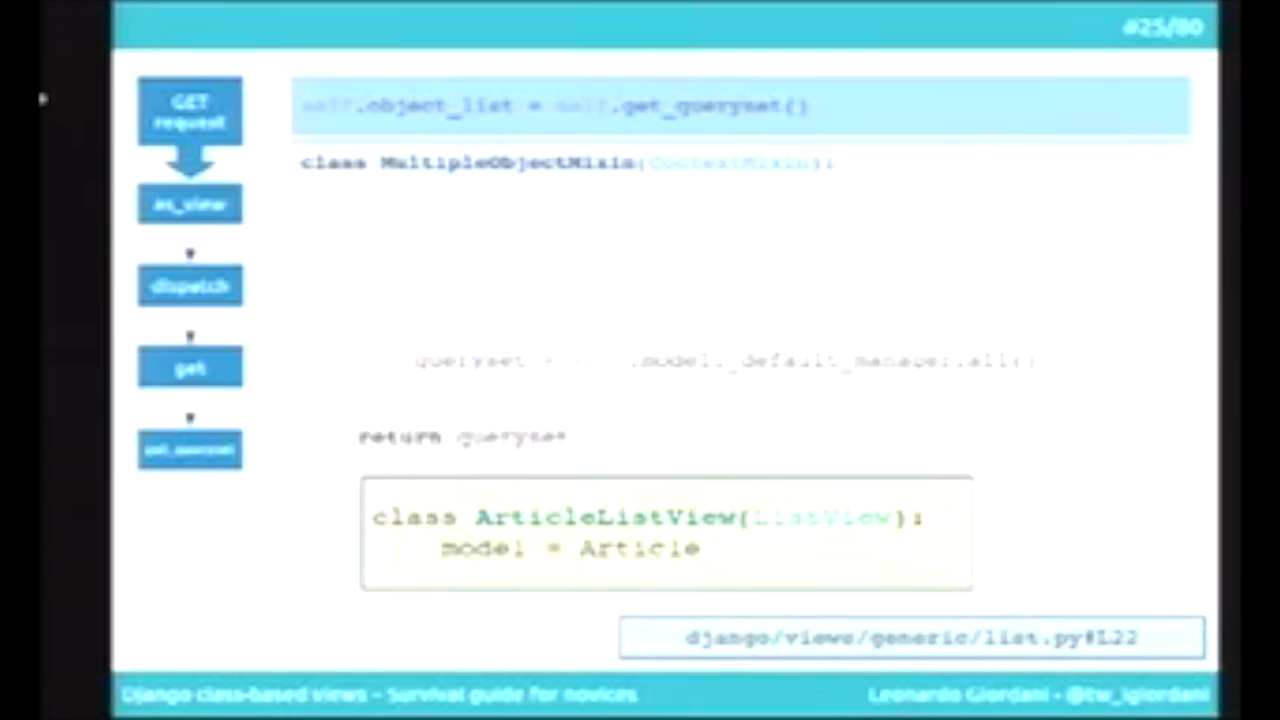 #25/80
GET
request
as_view
dispatch
get
get_queryset
self.object_list = self.get_queryset()
class MultipleObjectMixin(ContextMixin):
queryset = .model._default_manager.all()
return queryset
class ArticleListView(ListView):
model = Article
django/views/generic/list.py#L22
Django class-based views - Survival guide for novices
Leonardo Giordani - @tw_lgiordani